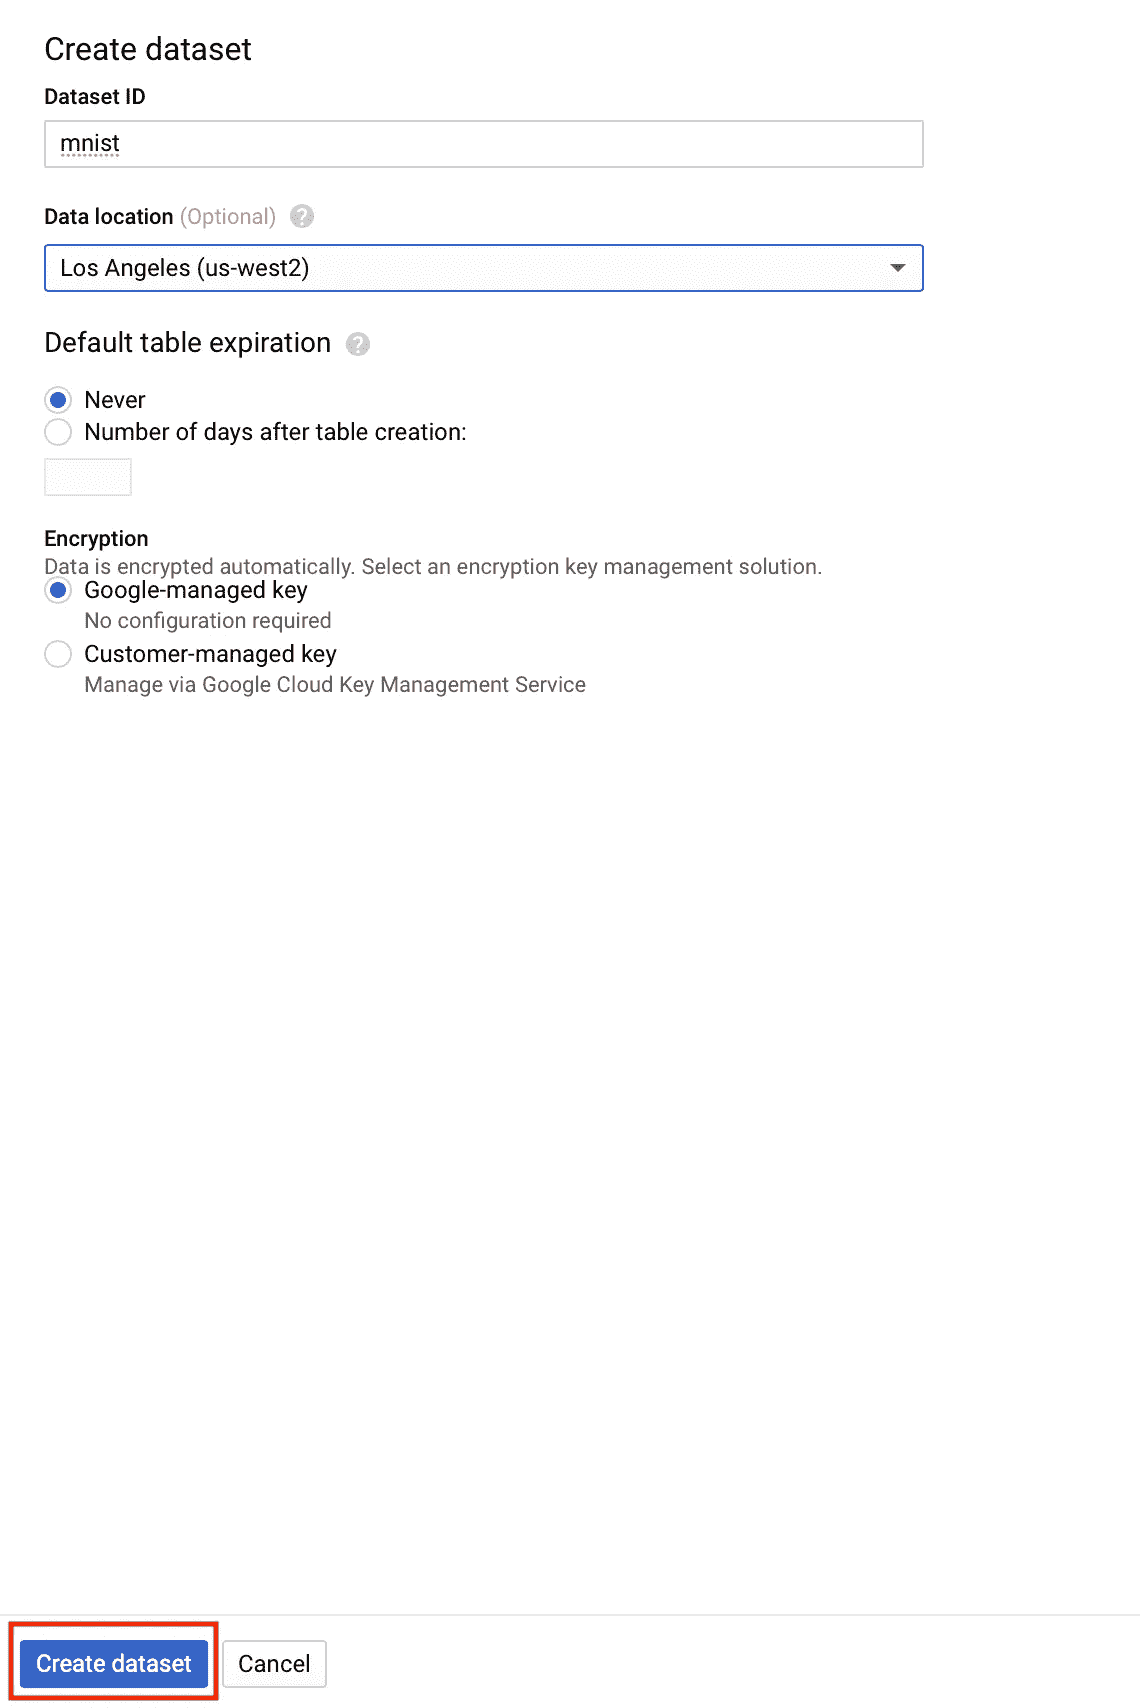 Create dataset
Dataset ID
mnist
Data location (Optional) ?
Los Angeles (us-west2)
Default table expiration ?
Never
Number of days after table creation:
Encryption
Data is encrypted automatically. Select an encryption key management solution.
Google-managed key
No configuration required
Customer-managed key
Manage via Google Cloud Key Management Service
Create dataset Cancel